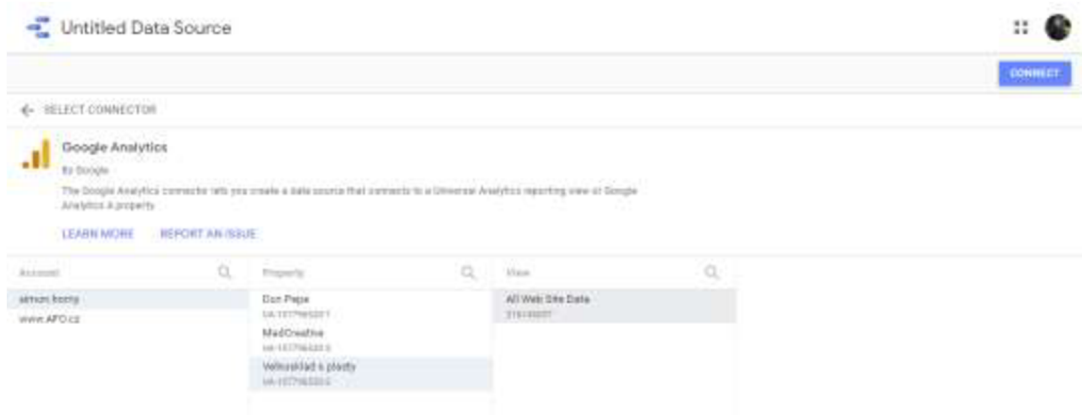 Untitled Data Source
CONNECT
SELECT CONNECTOR
Google Analytics
By Google
The Google Analytics connector lets you create a data source that connects to a Universal Analytics reporting view or Google
Analytics 4 property
LEARN MORE REPORT AN ISSUE
Account Property View
simon horny Don Pepe All Web Site Data
www.AFO.cz
MadCreative
Velkosklad s plasty